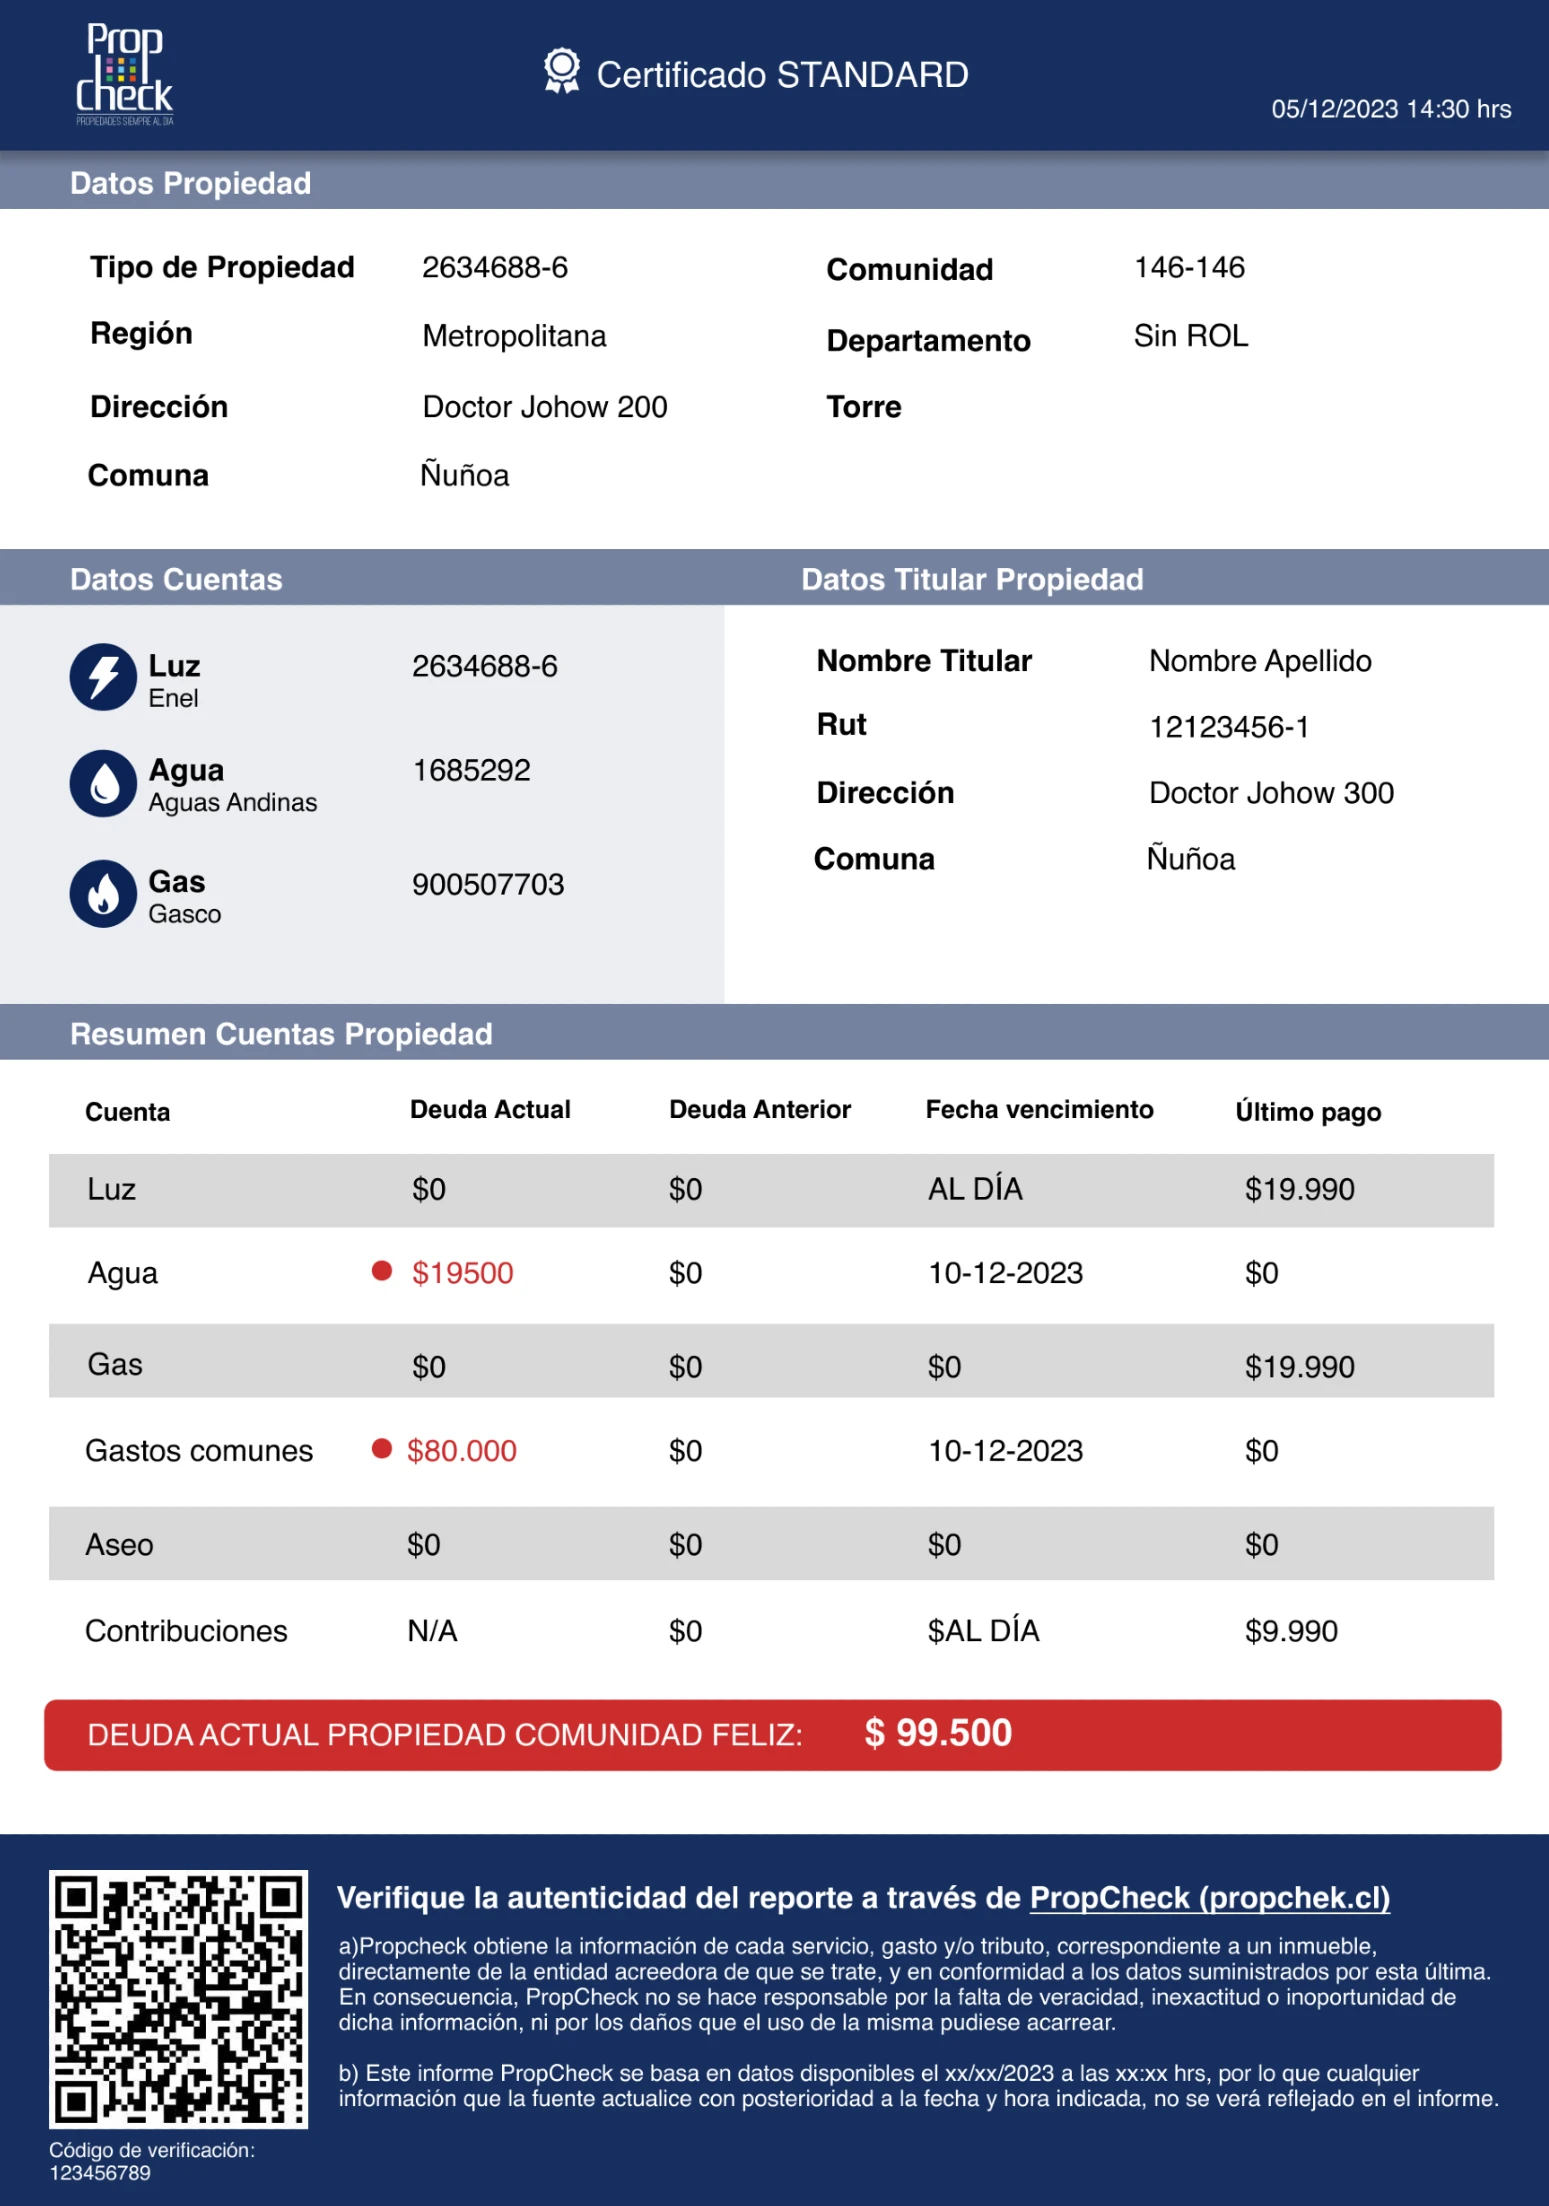 Prop
check
PROPIEDADES SIEMPRE AL DIA
Certificado STANDARD
05/12/2023 14:30 hrs
Datos Propiedad
Tipo de Propiedad 2634688-6 Comunidad 146-146
Región Metropolitana Departamento Sin ROL
Dirección Doctor Johow 200 Torre
Comuna Ñuñoa
Datos Cuentas
Luz 2634688-6
Enel
Agua 1685292
Aguas Andinas
Gas 900507703
Gasco
Datos Titular Propiedad
Nombre Titular Nombre Apellido
Rut 12123456-1
Dirección Doctor Johow 300
Comuna Ñuñoa
Resumen Cuentas Propiedad
Cuenta Deuda Actual Deuda Anterior Fecha vencimiento Último pago
Luz $0 $0 AL DÍA $19.990
Agua $19500 $0 10-12-2023 $0
Gas $0 $0 $0 $19.990
Gastos comunes $80.000 $0 10-12-2023 $0
Aseo $0 $0 $0 $0
Contribuciones N/A $0 $AL DÍA $9.990
DEUDA ACTUAL PROPIEDAD COMUNIDAD FELIZ: $ 99.500
Verifique la autenticidad del reporte a través de PropCheck (propchek.cl)
a)Propcheck obtiene la información de cada servicio, gasto y/o tributo, correspondiente a un inmueble,
directamente de la entidad acreedora de que se trate, y en conformidad a los datos suministrados por esta última.
En consecuencia, PropCheck no se hace responsable por la falta de veracidad, inexactitud o inoportunidad de
dicha información, ni por los daños que el uso de la misma pudiese acarrear.
b) Este informe PropCheck se basa en datos disponibles el xx/xx/2023 a las xx:xx hrs, por lo que cualquier
información que la fuente actualice con posterioridad a la fecha y hora indicada, no se verá reflejado en el informe.
Código de verificación:
123456789